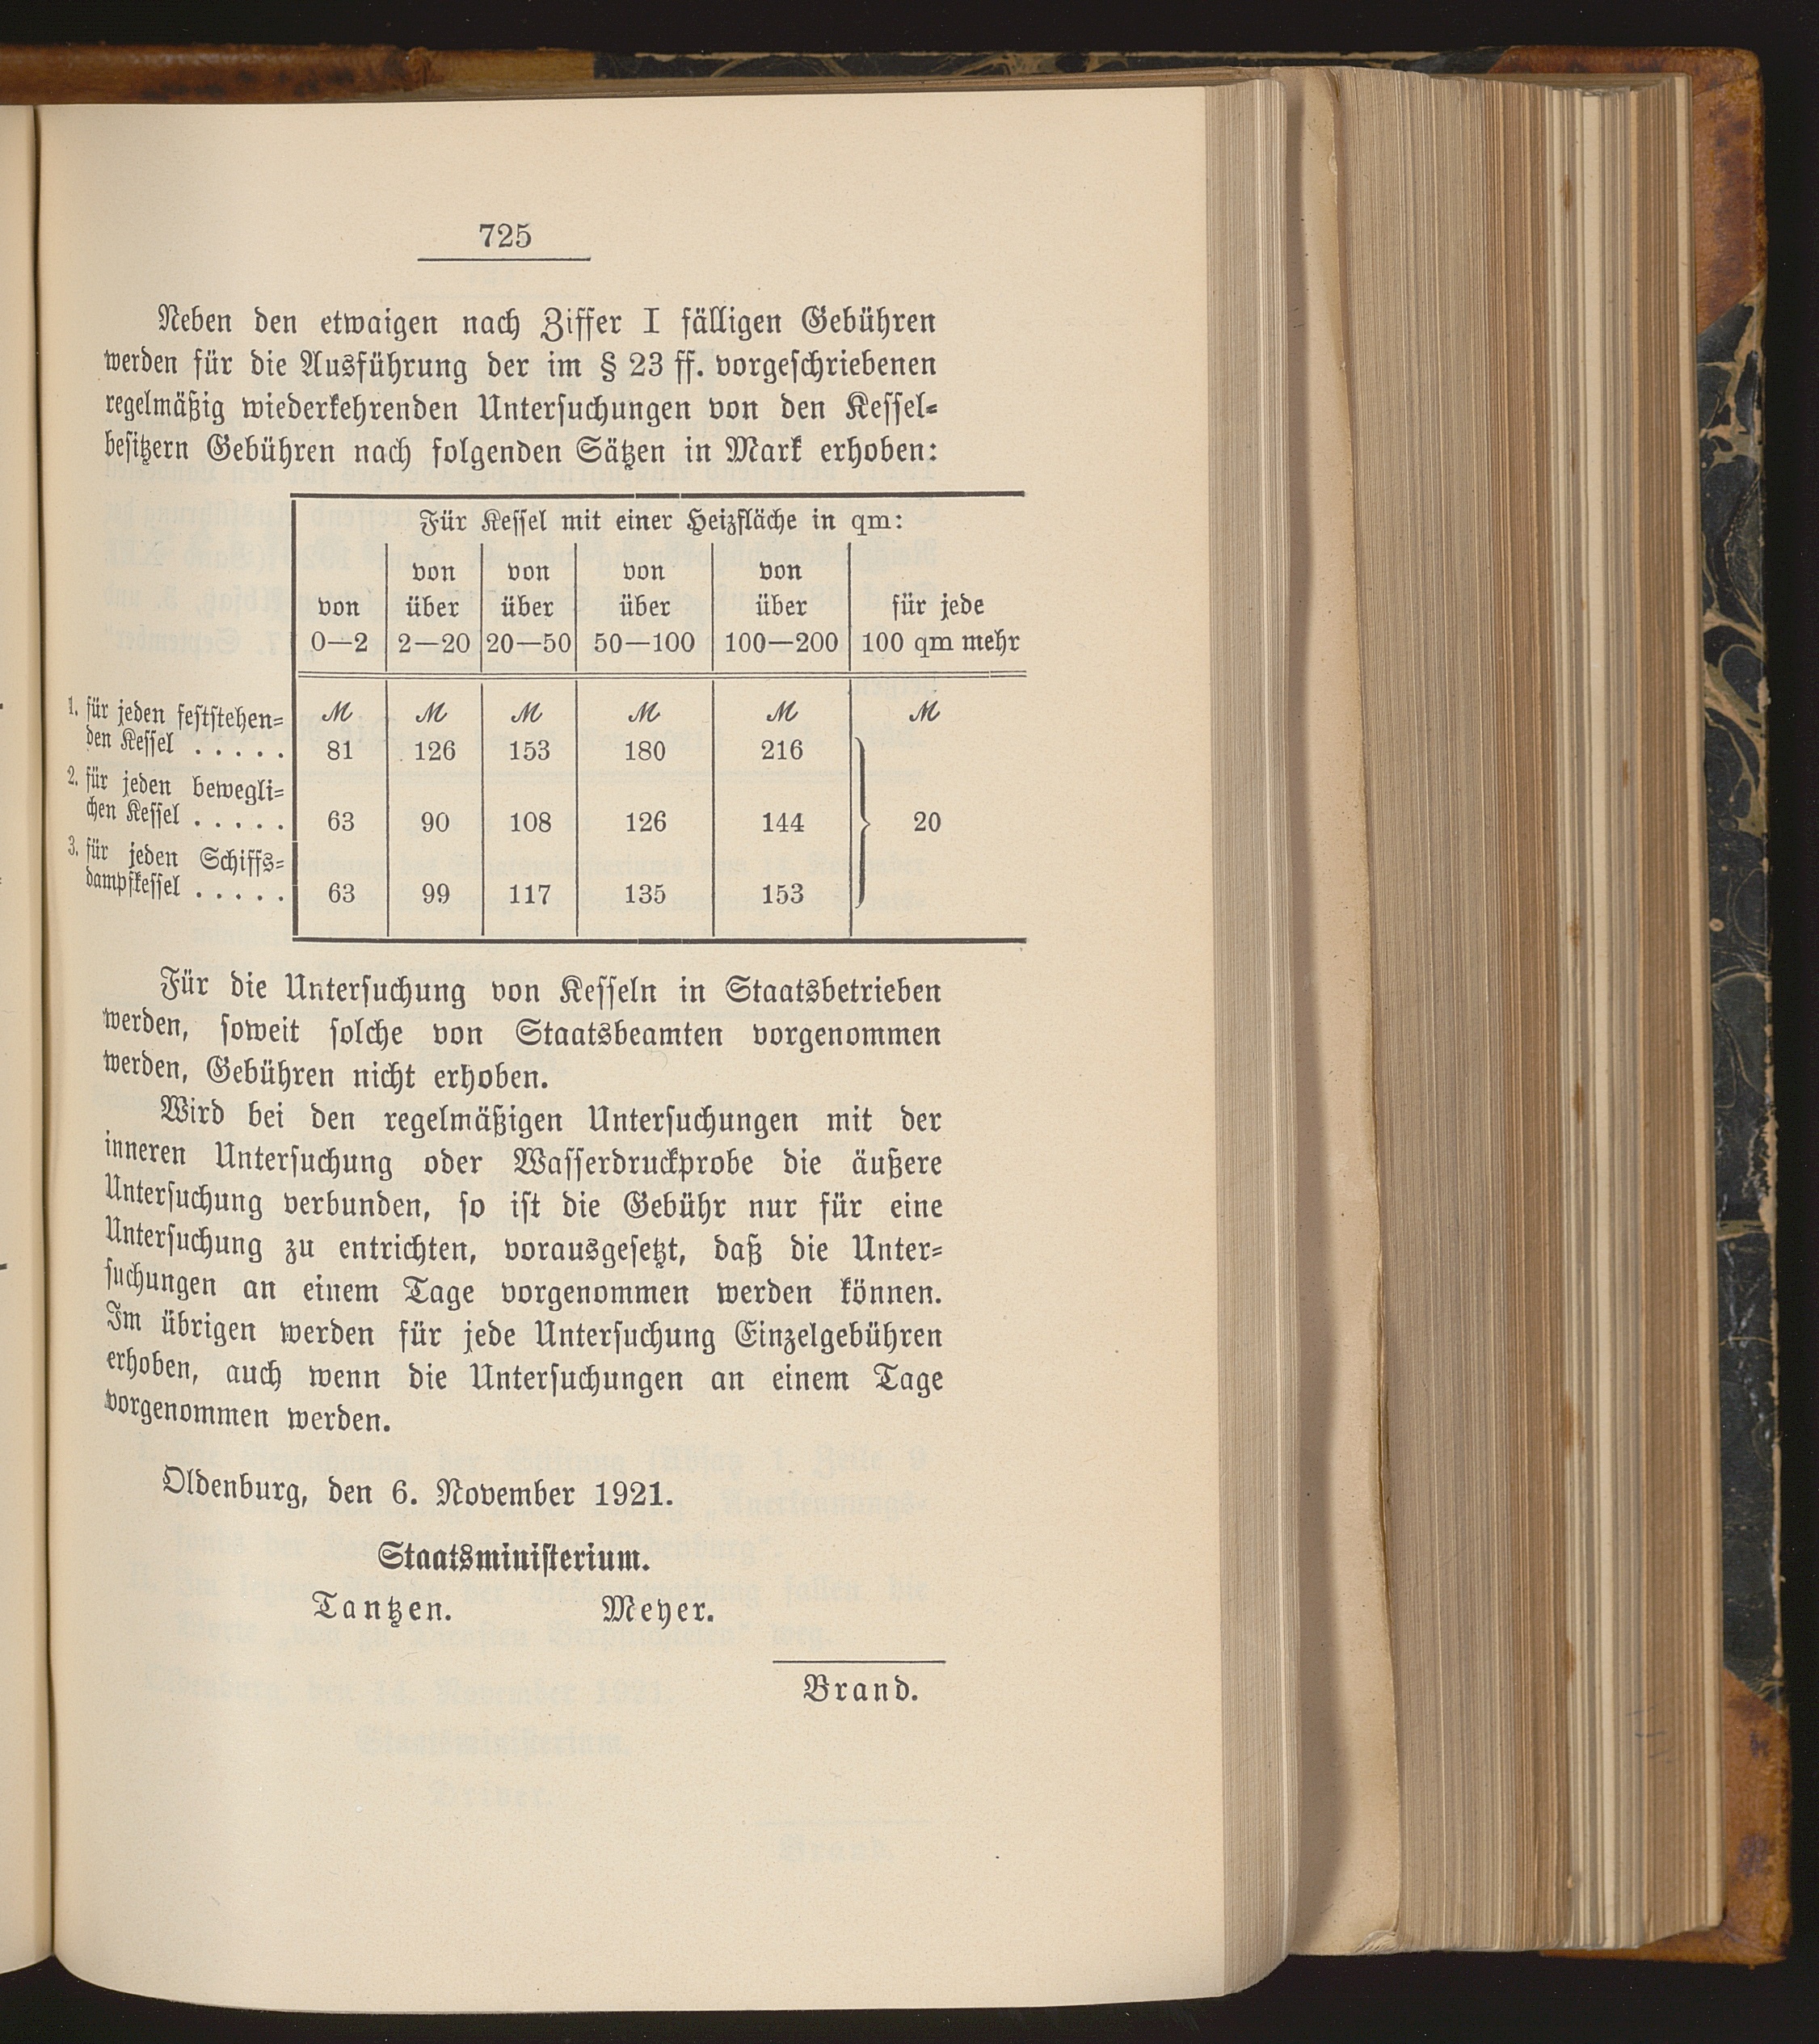 725
Neben den etwaigen nach Ziffer I fälligen Gebühren
werden für die Ausführung der im § 23 ff. vorgeschriebenen
regelmäßig wiederkehrenden Untersuchungen von den Kessel-
besitzern Gebühren nach folgenden Sätzen in Mark erhoben:
Für Kessel mit einer Heizfläche in qm:
von von von von
von über über über über für jede
0—2 2—20 20—50 50—100 100—200 100 qm mehr
1. für jeden feststehen- M M M M M M
den Kessel . . . . . 81 126 153 180 216
2. für jeden bewegli-
chen Kessel . . . . . 63 90 108 126 144 20
3. für jeden Schiffs-
dampfkessel . . . . . 63 99 117 135 153
Für die Untersuchung von Kesseln in Staatsbetrieben
werden, soweit solche von Staatsbeamten vorgenommen
werden, Gebühren nicht erhoben.
Wird bei den regelmäßigen Untersuchungen mit der
inneren Untersuchung oder Wasserdruckprobe die äußere
Untersuchung verbunden, so ist die Gebühr nur für eine
Untersuchung zu entrichten, vorausgesetzt, daß die Unter-
suchungen an einem Tage vorgenommen werden können.
Im übrigen werden für jede Untersuchung Einzelgebühren
erhoben, auch wenn die Untersuchungen an einem Tage
vorgenommen werden.
Oldenburg, den 6. November 1921.
Staatsministerium.
Tantzen. Meyer.
Brand.